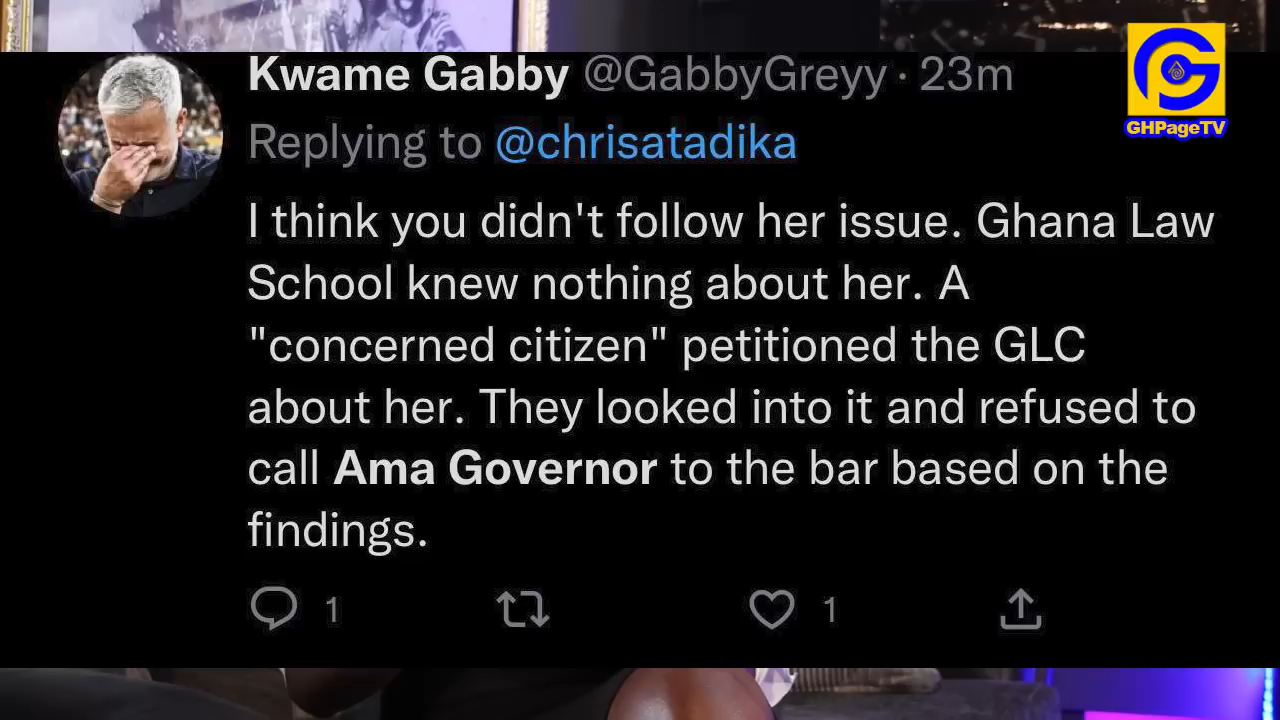 Kwame Gabby @GabbyGreyy · 23m
GHPageTV
Replying to @chrisatadika
I think you didn't follow her issue. Ghana Law
School knew nothing about her. A
"concerned citizen" petitioned the GLC
about her. They looked into it and refused to
call Ama Governor to the bar based on the
findings.
1 1